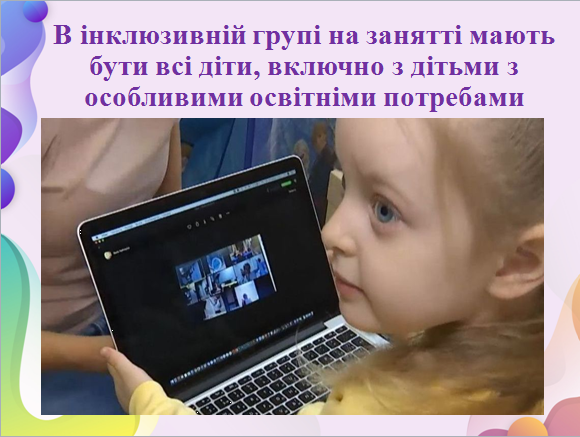 В інклюзивній групі на занятті мають
бути всі діти, включно з дітьми з
особливими освітніми потребами